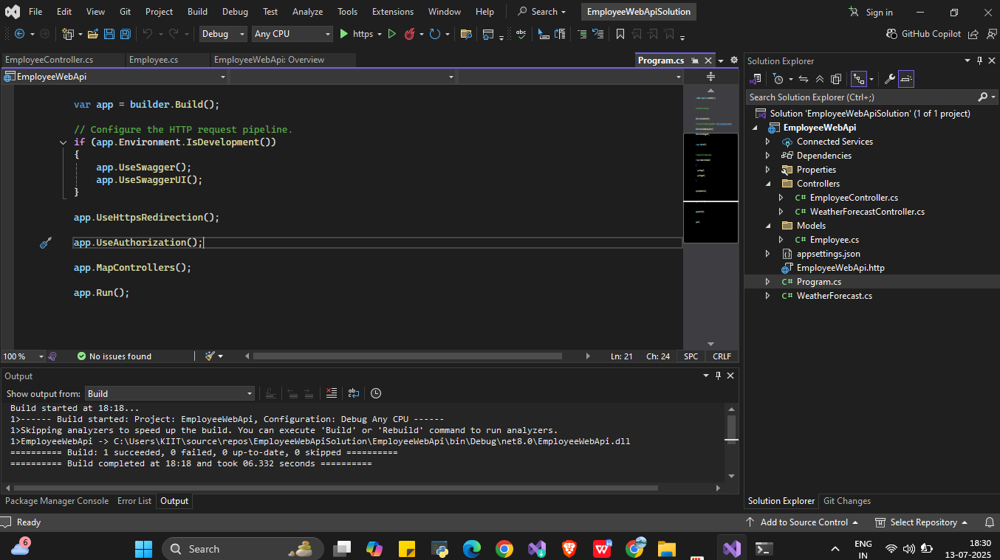 File Edit View Git Project Build Debug Test Analyze Tools Extensions Window Help Search EmployeeWebApiSolution Sign in
Debug Any CPU https GitHub Copilot
EmployeeController.cs Employee.cs EmployeeWebApi: Overview Program.cs
EmployeeWebApi
var app = builder.Build();
// Configure the HTTP request pipeline.
if (app.Environment.IsDevelopment())
{
app.UseSwagger();
app.UseSwaggerUI();
}
app.UseHttpsRedirection();
app.UseAuthorization();
app.MapControllers();
app.Run();
100 % No issues found Ln: 21 Ch: 24 SPC CRLF
Output
Show output from: Build
Build started at 18:18...
1>------ Build started: Project: EmployeeWebApi, Configuration: Debug Any CPU ------
1>Skipping analyzers to speed up the build. You can execute 'Build' or 'Rebuild' command to run analyzers.
1>EmployeeWebApi -> C:\Users\KIIT\source\repos\EmployeeWebApiSolution\EmployeeWebApi\bin\Debug\net8.0\EmployeeWebApi.dll
========== Build: 1 succeeded, 0 failed, 0 up-to-date, 0 skipped ==========
========== Build completed at 18:18 and took 06.332 seconds ==========
Package Manager Console Error List Output
Solution Explorer
Search Solution Explorer (Ctrl+;)
Solution 'EmployeeWebApiSolution' (1 of 1 project)
EmployeeWebApi
Connected Services
Dependencies
Properties
Controllers
C# EmployeeController.cs
C# WeatherForecastController.cs
Models
C# Employee.cs
appsettings.json
EmployeeWebApi.http
C# Program.cs
C# WeatherForecast.cs
Solution Explorer Git Changes
Ready Add to Source Control Select Repository
6 Search ENG IN 18:30 13-07-2025